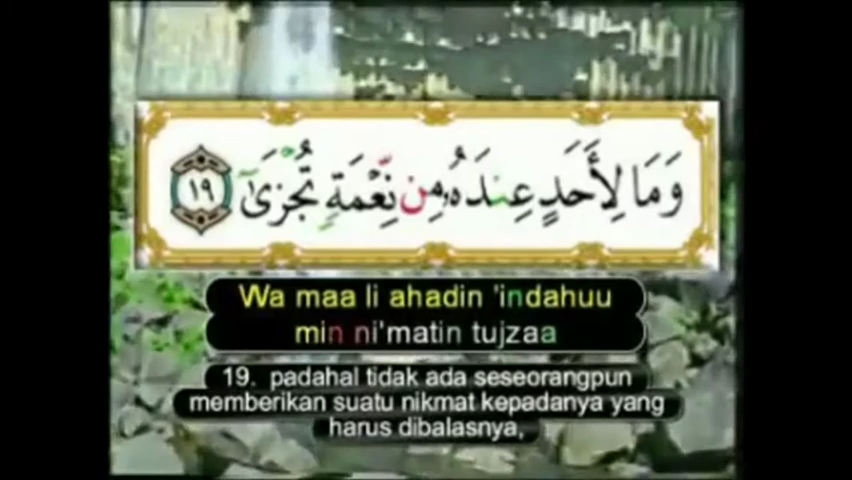 وَمَا لِأَحَدٍ عِندَهُۥ مِن نِّعْمَةٍ تُجْزَىٰٓ ١٩
Wa maa li ahadin 'indahuu
min ni'matin tujzaa
19. padahal tidak ada seseorangpun
memberikan suatu nikmat kepadanya yang
harus dibalasnya,